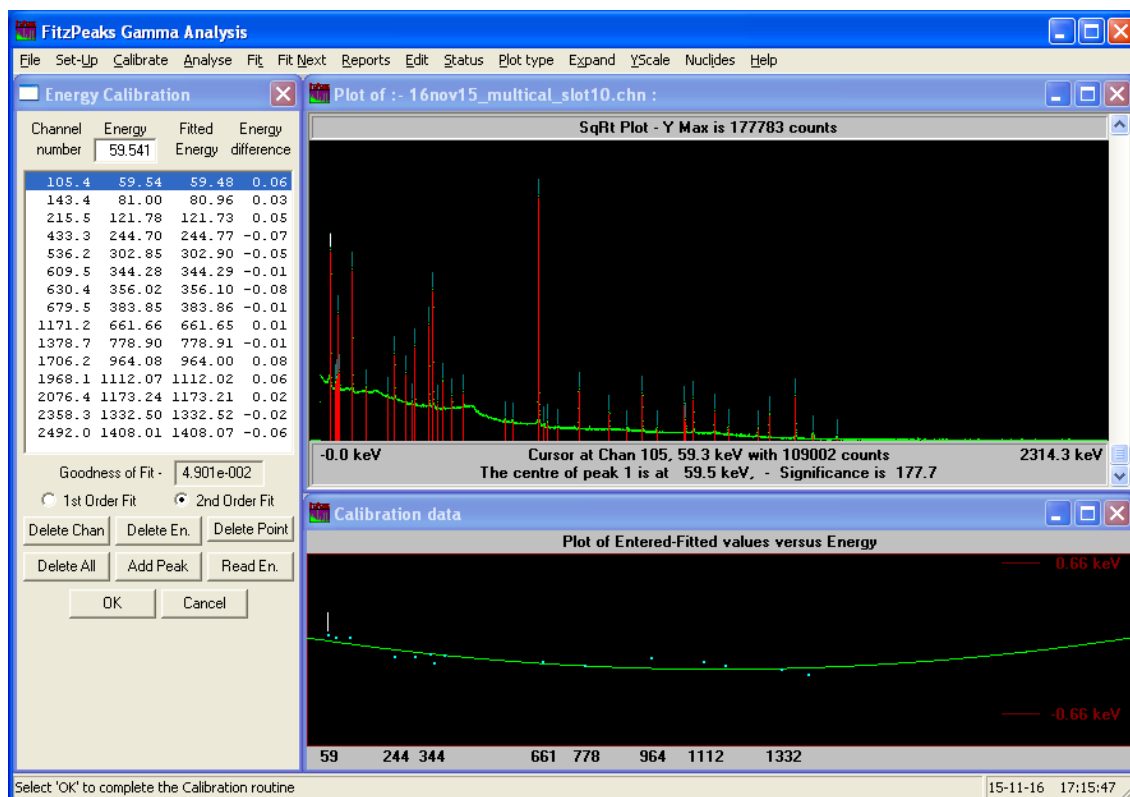 FitzPeaks Gamma Analysis
File Set-Up Calibrate Analyse Fit Fit Next Reports Edit Status Plot type Expand YScale Nuclides Help
Energy Calibration
Channel Energy Fitted Energy
number 59.541 Energy difference
105.4 59.54 59.48 0.06
143.4 81.00 80.96 0.03
215.5 121.78 121.73 0.05
433.3 244.70 244.77 -0.07
536.2 302.85 302.90 -0.05
609.5 344.28 344.29 -0.01
630.4 356.02 356.10 -0.08
679.5 383.85 383.86 -0.01
1171.2 661.66 661.65 0.01
1378.7 778.90 778.91 -0.01
1706.2 964.08 964.00 0.08
1968.1 1112.07 1112.02 0.06
2076.4 1173.24 1173.21 0.02
2358.3 1332.50 1332.52 -0.02
2492.0 1408.01 1408.07 -0.06
Goodness of Fit - 4.901e-002
1st Order Fit 2nd Order Fit
Delete Chan Delete En. Delete Point
Delete All Add Peak Read En.
OK Cancel
Plot of :- 16nov15_multical_slot10.chn :
SqRt Plot - Y Max is 177783 counts
-0.0 keV Cursor at Chan 105, 59.3 keV with 109002 counts 2314.3 keV
The centre of peak 1 is at 59.5 keV, - Significance is 177.7
Calibration data
Plot of Entered-Fitted values versus Energy
0.66 keV
-0.66 keV
59 244 344 661 778 964 1112 1332
Select 'OK' to complete the Calibration routine
15-11-16 17:15:47